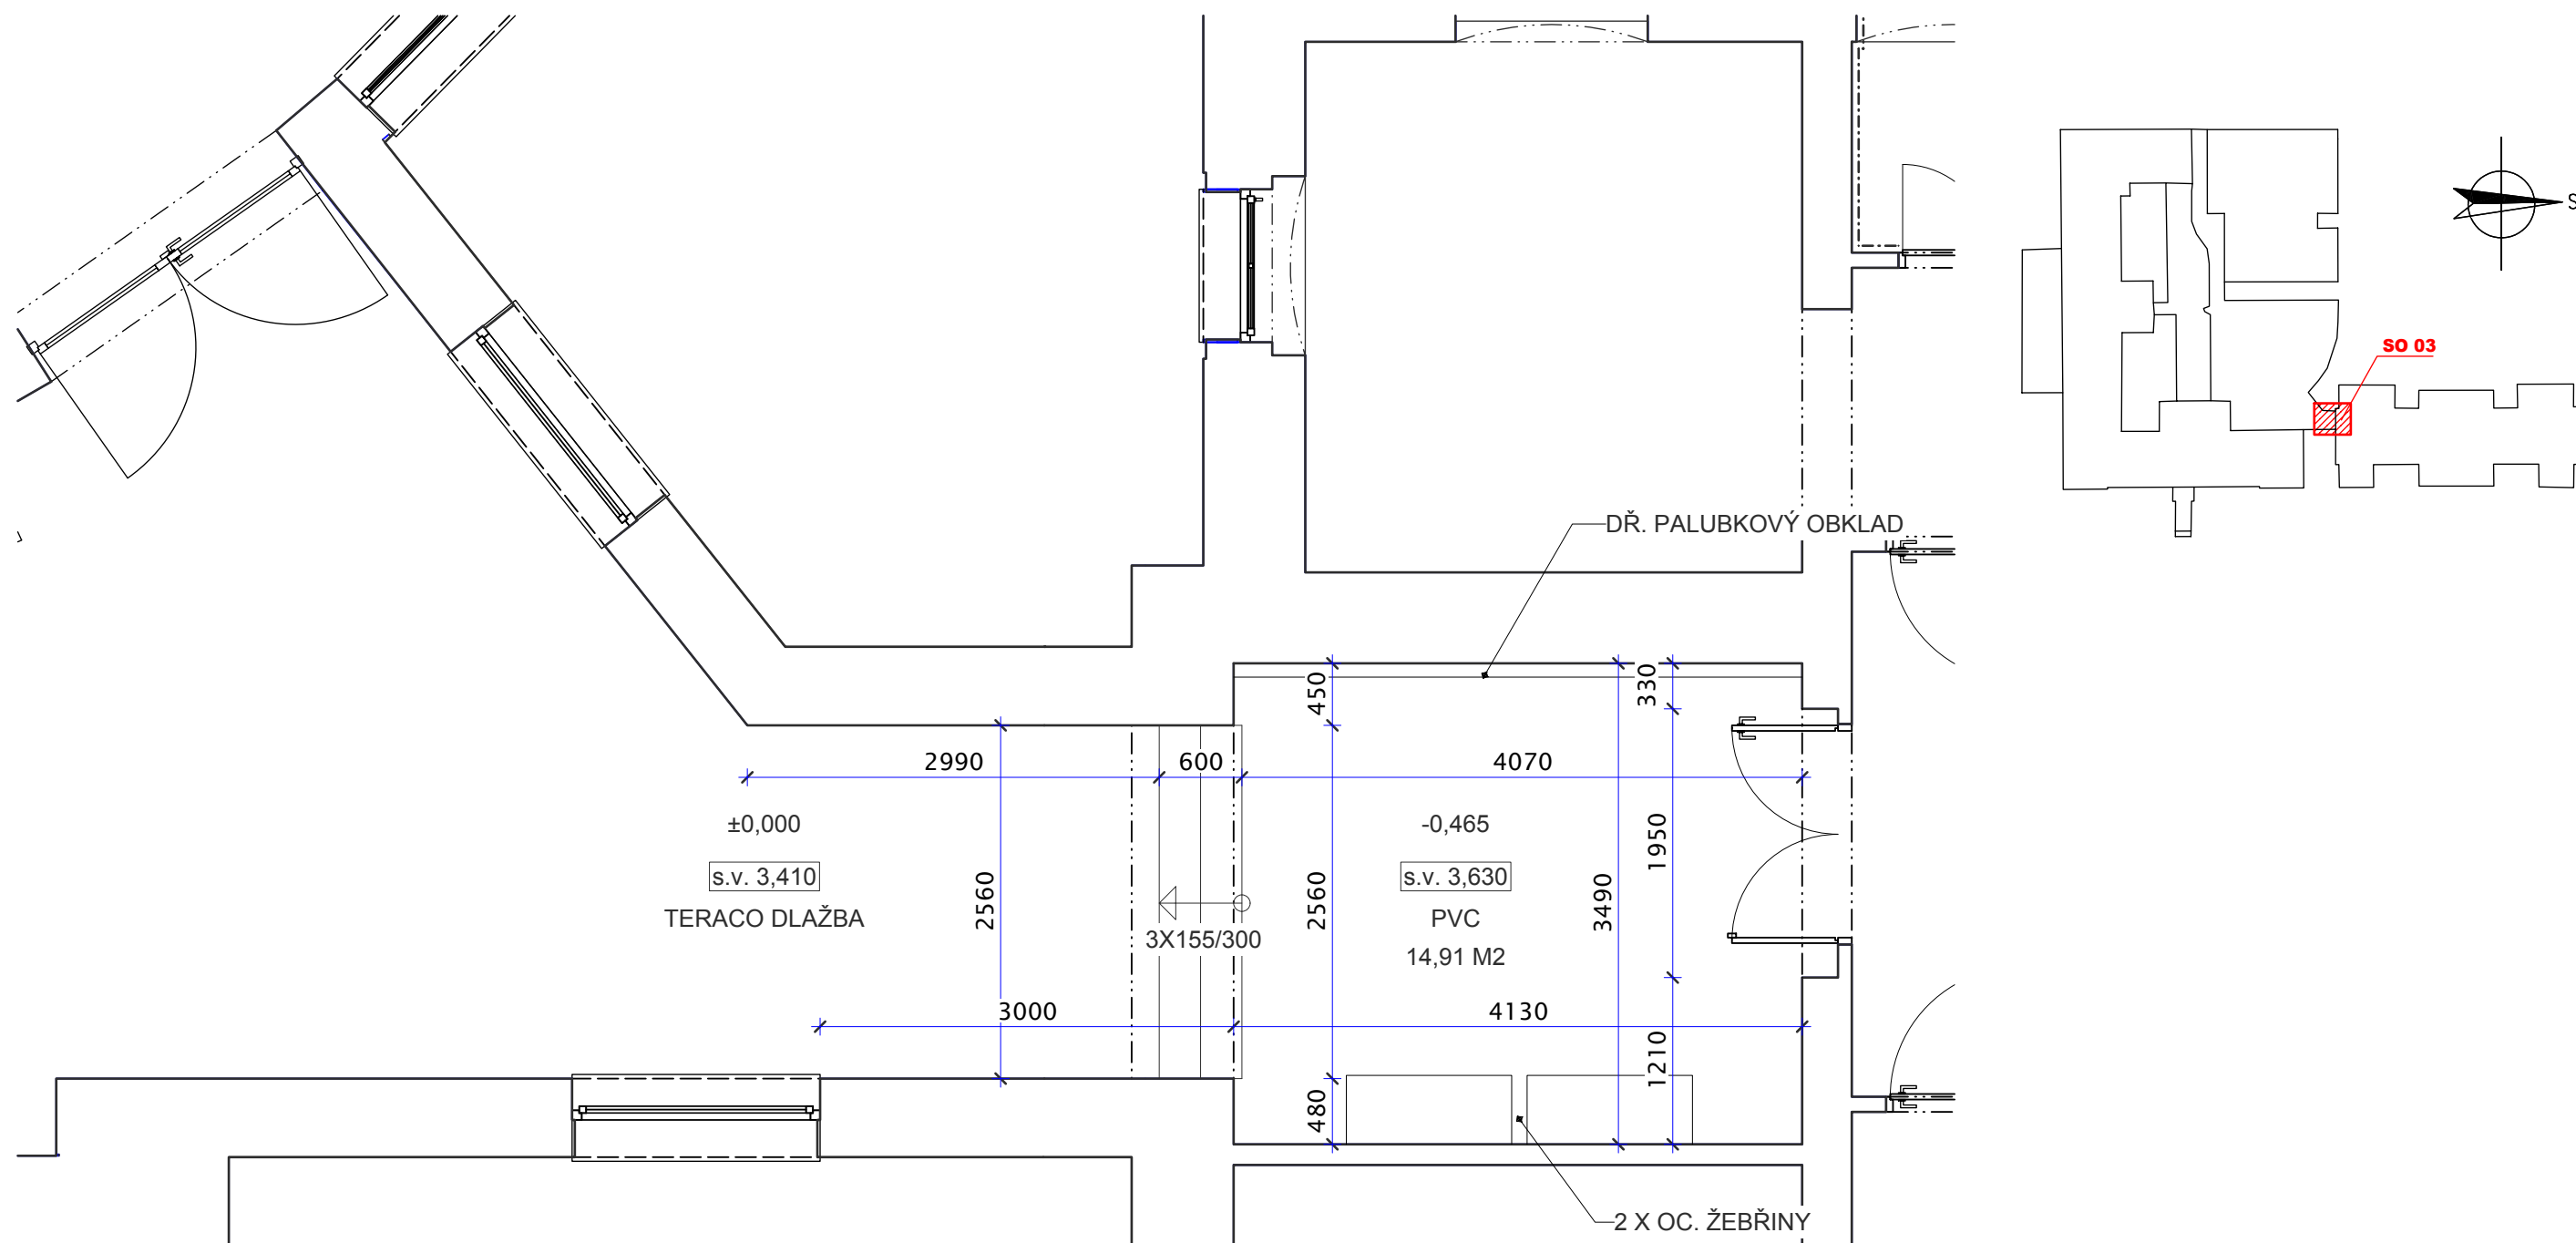 S
SO 03
DŘ. PALUBKOVÝ OBKLAD
450
330
2990
600
4070
±0,000
-0,465
s.v. 3,410
s.v. 3,630
TERACO DLAŽBA
PVC
3X155/300
14,91 M2
2560
2560
3490
1950
3000
4130
480
1210
2 X OC. ŽEBŘINY